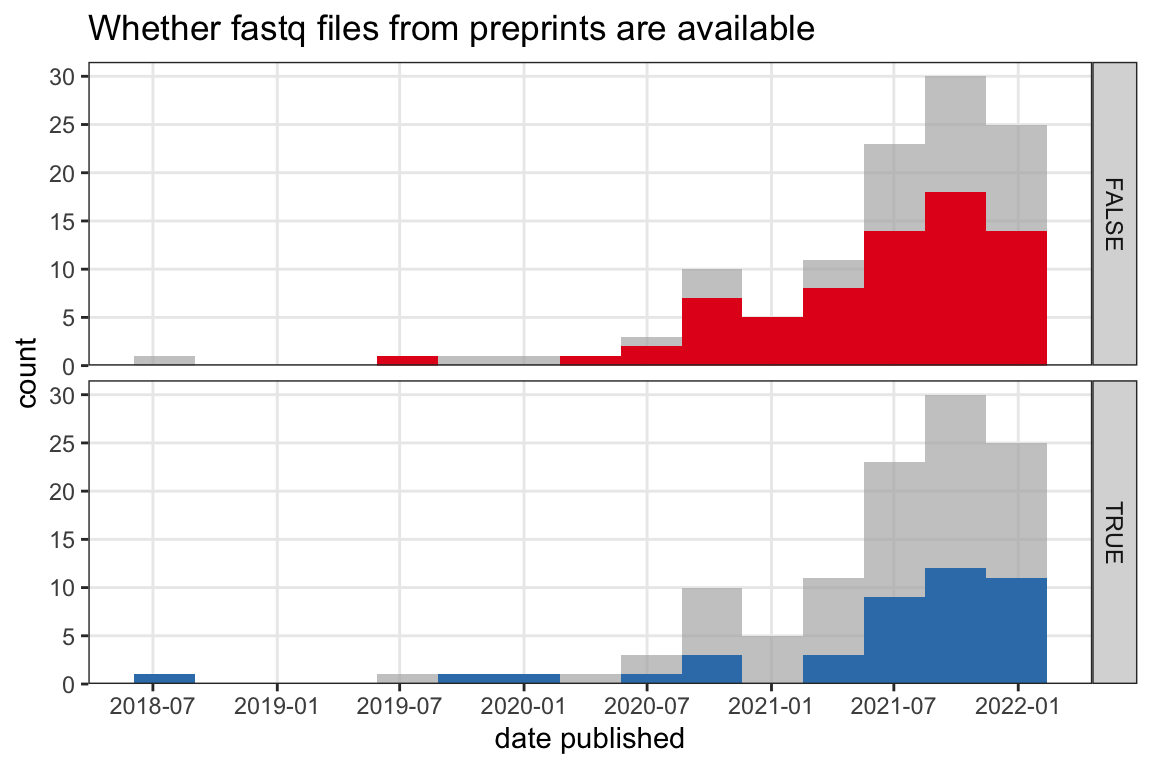 Whether fastq files from preprints are available
30
25
20
15
10
5
0
FALSE
count
30
25
20
15
10
5
0
TRUE
2018-07 2019-01 2019-07 2020-01 2020-07 2021-01 2021-07 2022-01
date published